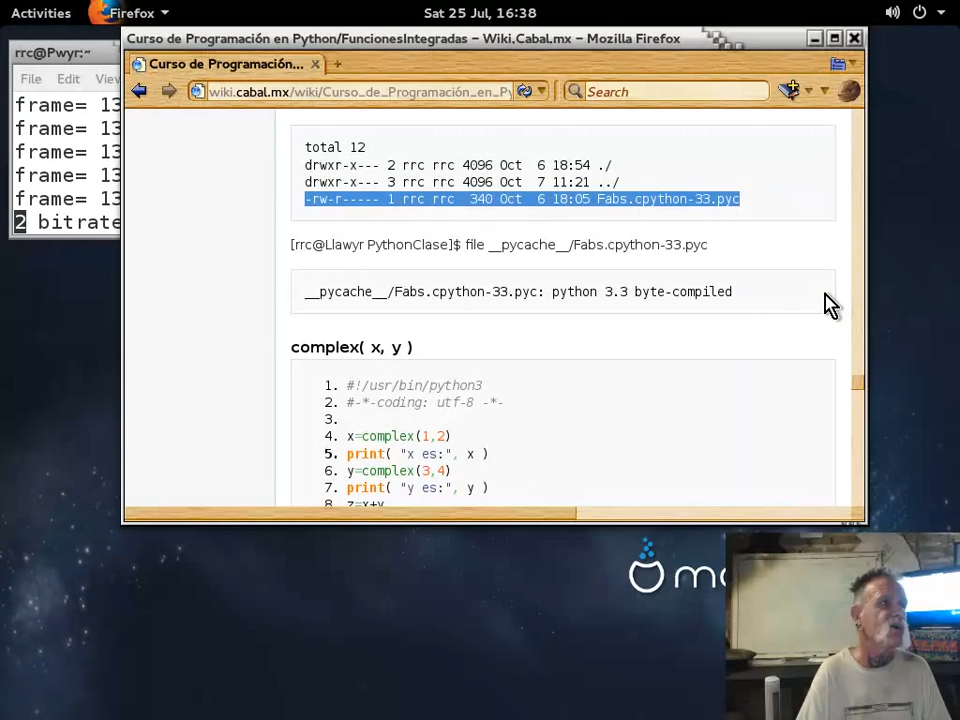 Activities Firefox Sat 25 Jul, 16:38
rrc@Pwyr:~
File Edit View
frame= 13
frame= 13
frame= 13
frame= 13
frame= 13
2 bitrate
Curso de Programación en Python/FuncionesIntegradas – Wiki.Cabal.mx – Mozilla Firefox
Curso de Programación... × +
wiki.cabal.mx/wiki/Curso_de_Programación_en_Py
Search
total 12
drwxr-x--- 2 rrc rrc 4096 Oct  6 18:54 ./
drwxr-x--- 3 rrc rrc 4096 Oct  7 11:21 ../
-rw-r----- 1 rrc rrc  340 Oct  6 18:05 Fabs.cpython-33.pyc
[rrc@Llawyr PythonClase]$ file __pycache__/Fabs.cpython-33.pyc
__pycache__/Fabs.cpython-33.pyc: python 3.3 byte-compiled
complex( x, y )
1. #!/usr/bin/python3
2. #-*-coding: utf-8 -*-
3.
4. x=complex(1,2)
5. print( "x es:", x )
6. y=complex(3,4)
7. print( "y es:", y )
8. z=x+y